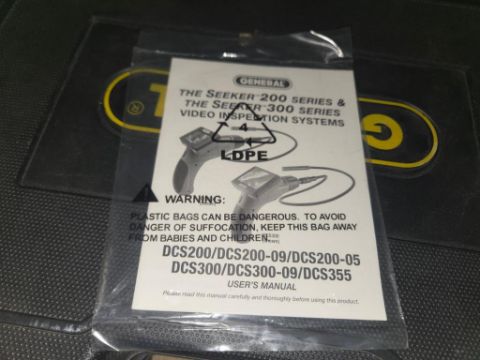 GENERAL
THE SEEKER™ 200 SERIES &
THE SEEKER™ 300 SERIES
VIDEO INSPECTION SYSTEMS
4
LDPE
WARNING:
PLASTIC BAGS CAN BE DANGEROUS. TO AVOID
DANGER OF SUFFOCATION, KEEP THIS BAG AWAY
FROM BABIES AND CHILDREN.
DCS200/DCS200-09/DCS200-05
DCS300/DCS300-09/DCS355
USER'S MANUAL
Please read this manual carefully and thoroughly before using this product.
G
L
®